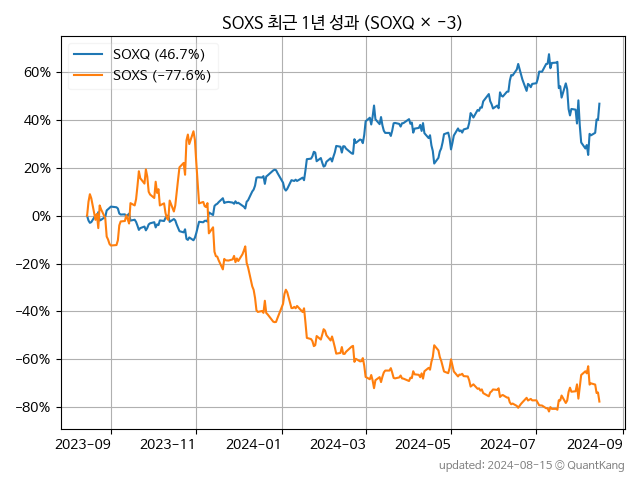 SOXS 최근 1년 성과 (SOXQ × −3)
SOXQ (46.7%)
SOXS (−77.6%)
60%
40%
20%
0%
−20%
−40%
−60%
−80%
2023-09 2023-11 2024-01 2024-03 2024-05 2024-07 2024-09
updated: 2024-08-15 © QuantKang